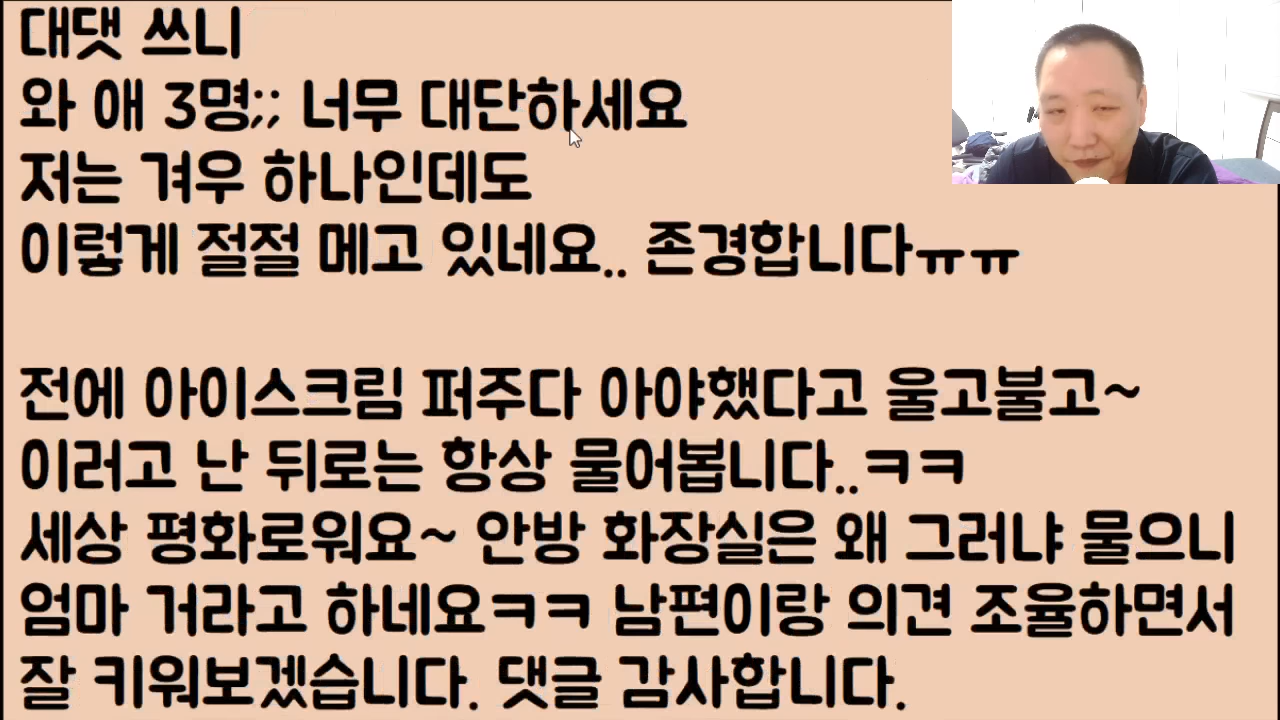 대댓 쓰니
와 애 3명;; 너무 대단하세요
저는 겨우 하나인데도
이렇게 절절 메고 있네요.. 존경합니다ㅠㅠ
전에 아이스크림 퍼주다 아야했다고 울고불고~
이러고 난 뒤로는 항상 물어봅니다..ㅋㅋ
세상 평화로워요~ 안방 화장실은 왜 그러냐 물으니
엄마 거라고 하네요ㅋㅋ 남편이랑 의견 조율하면서
잘 키워보겠습니다. 댓글 감사합니다.